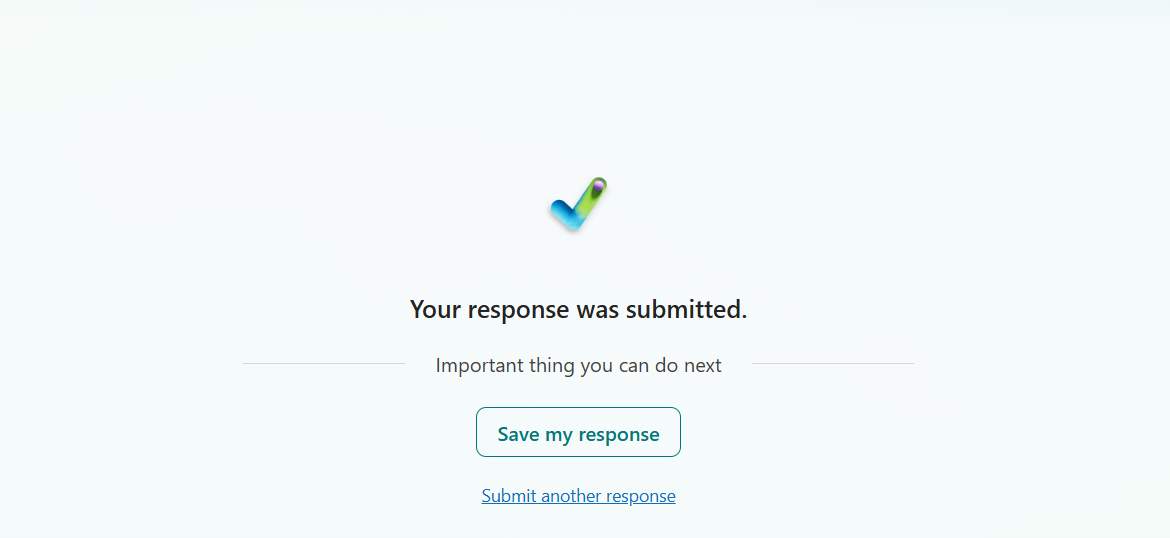 Your response was submitted.
Important thing you can do next
Save my response
Submit another response